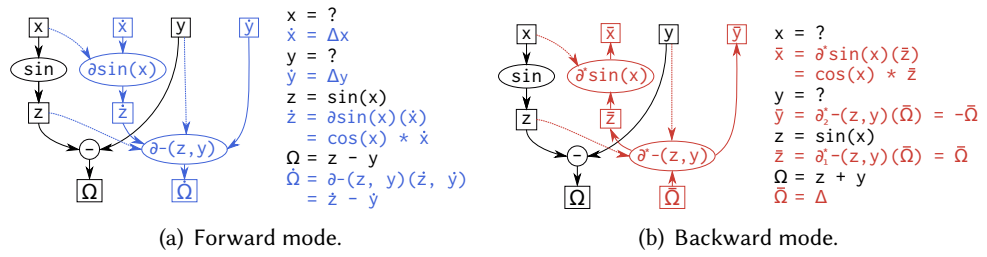 x
ẋ
y
ẏ
sin
∂sin(x)
z
ż
-
∂-(z,y)
Ω
Ω̇
x = ?
ẋ = Δx
y = ?
ẏ = Δy
z = sin(x)
ż = ∂sin(x)(ẋ)
= cos(x) * ẋ
Ω = z - y
Ω̇ = ∂-(z, y)(ż, ẏ)
= ż - ẏ
(a) Forward mode.
x
x̄
y
ȳ
sin
∂*sin(x)
z
z̄
-
∂*-(z,y)
Ω
Ω̄
x = ?
x̄ = ∂*sin(x)(z̄)
= cos(x) * z̄
y = ?
ȳ = ∂₂*-(z,y)(Ω̄) = -Ω̄
z = sin(x)
z̄ = ∂₁*-(z,y)(Ω̄) = Ω̄
Ω = z + y
Ω̄ = Δ
(b) Backward mode.